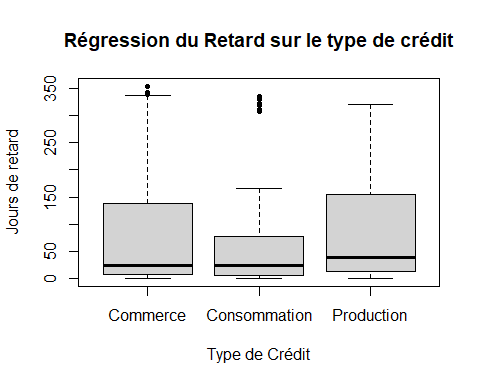 Régression du Retard sur le type de crédit
Jours de retard
350
250
150
50
0
Commerce Consommation Production
Type de Crédit